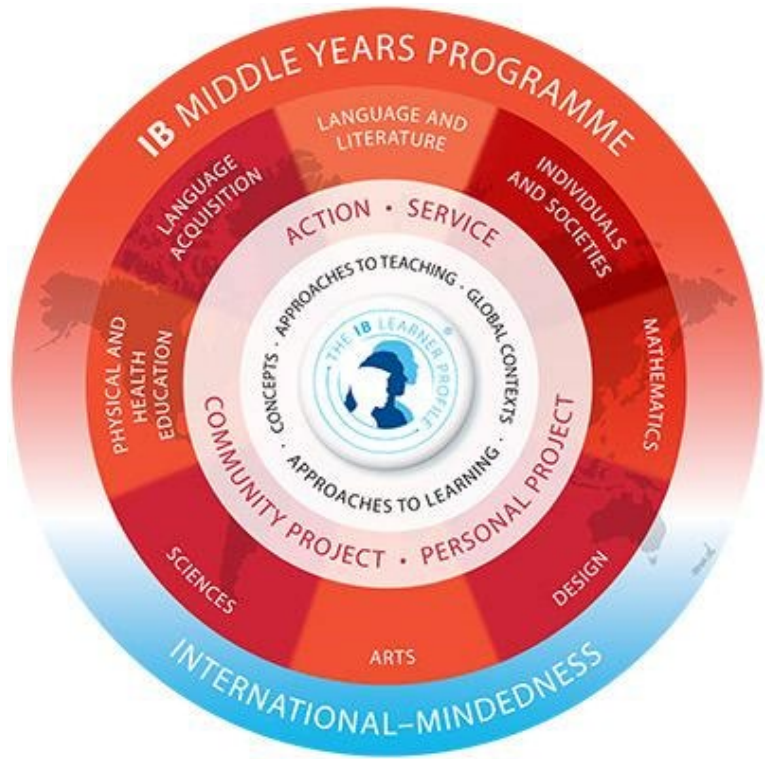 IB MIDDLE YEARS PROGRAMME
LANGUAGE AND
LITERATURE
LANGUAGE
ACQUISITION
INDIVIDUALS
AND SOCIETIES
PHYSICAL AND
HEALTH
EDUCATION
MATHEMATICS
SCIENCES
DESIGN
ARTS
ACTION • SERVICE
COMMUNITY PROJECT • PERSONAL PROJECT
· CONCEPTS · APPROACHES TO TEACHING · GLOBAL CONTEXTS ·
APPROACHES TO LEARNING
THE IB LEARNER PROFILE
®
INTERNATIONAL–MINDEDNESS